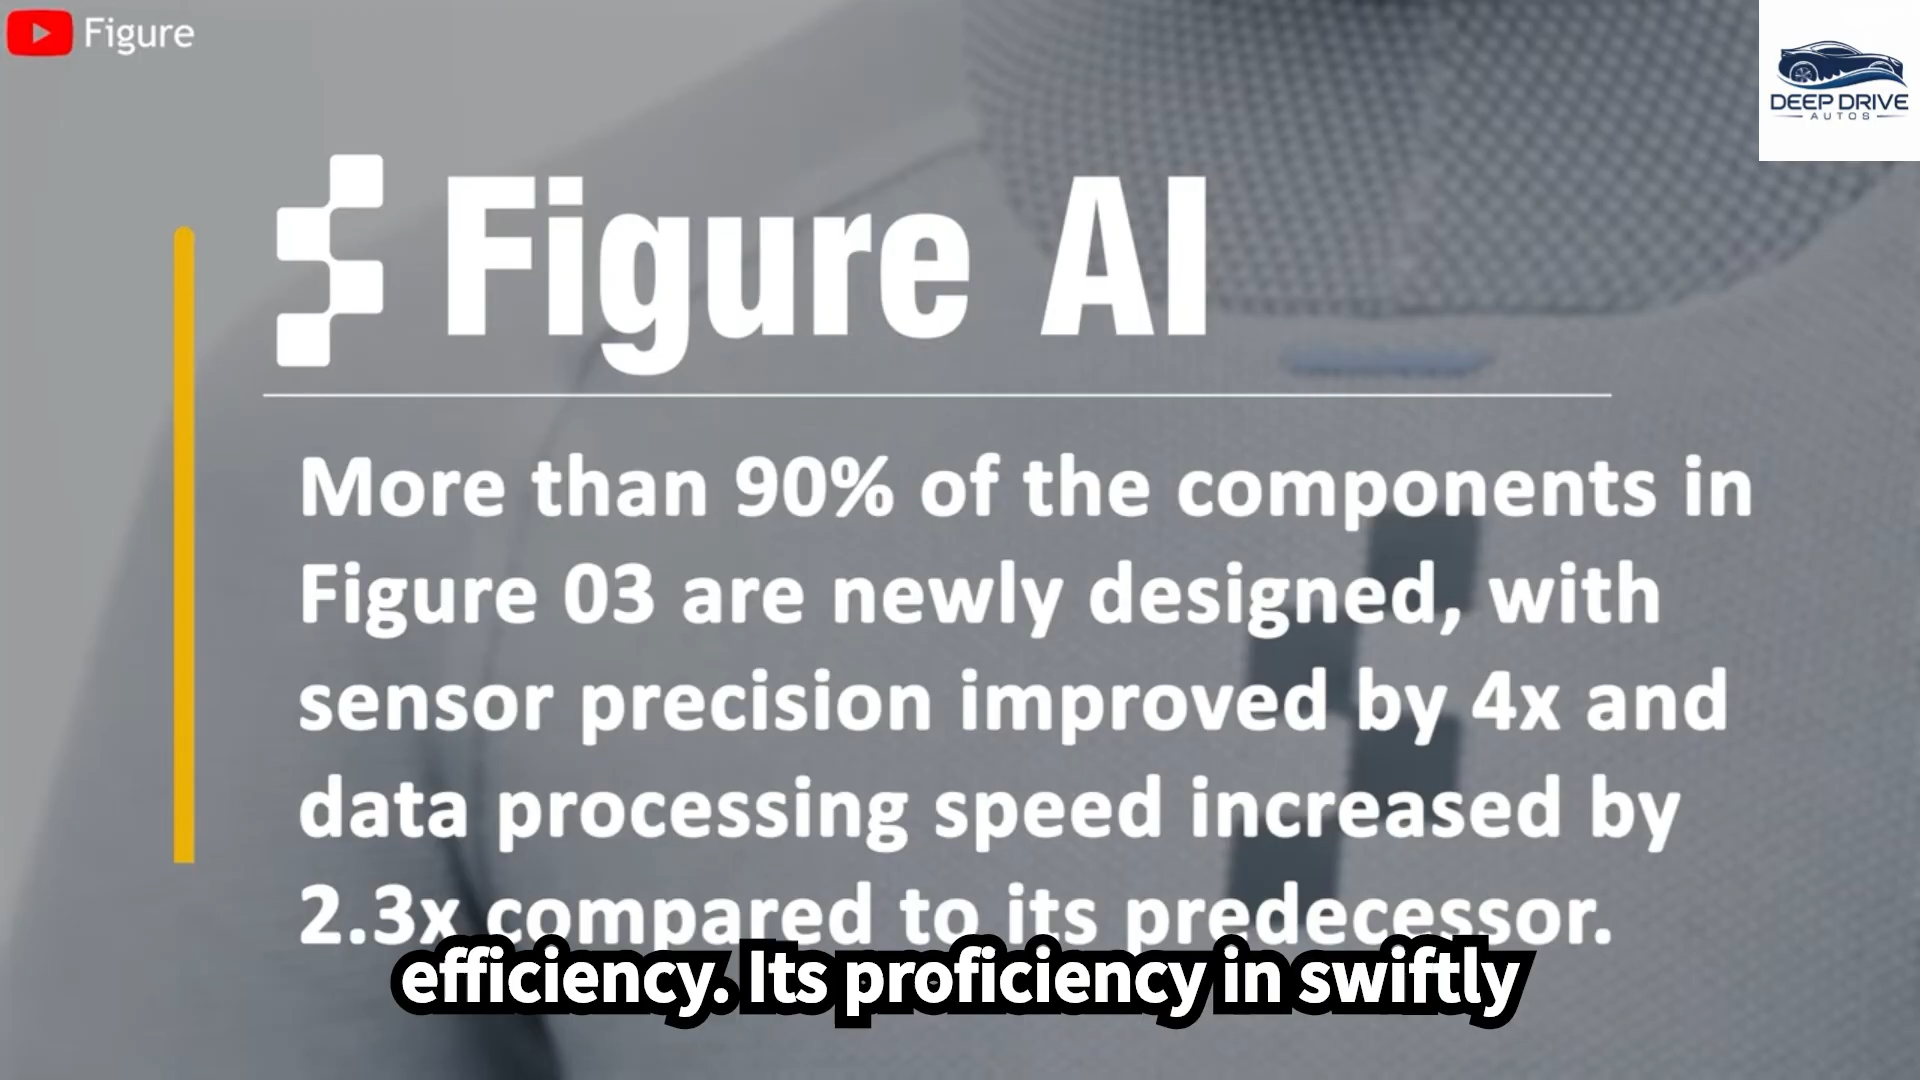 Figure
DEEP DRIVE
AUTOS
Figure AI
More than 90% of the components in
Figure 03 are newly designed, with
sensor precision improved by 4x and
data processing speed increased by
2.3x compared to its predecessor.
efficiency. Its proficiency in swiftly